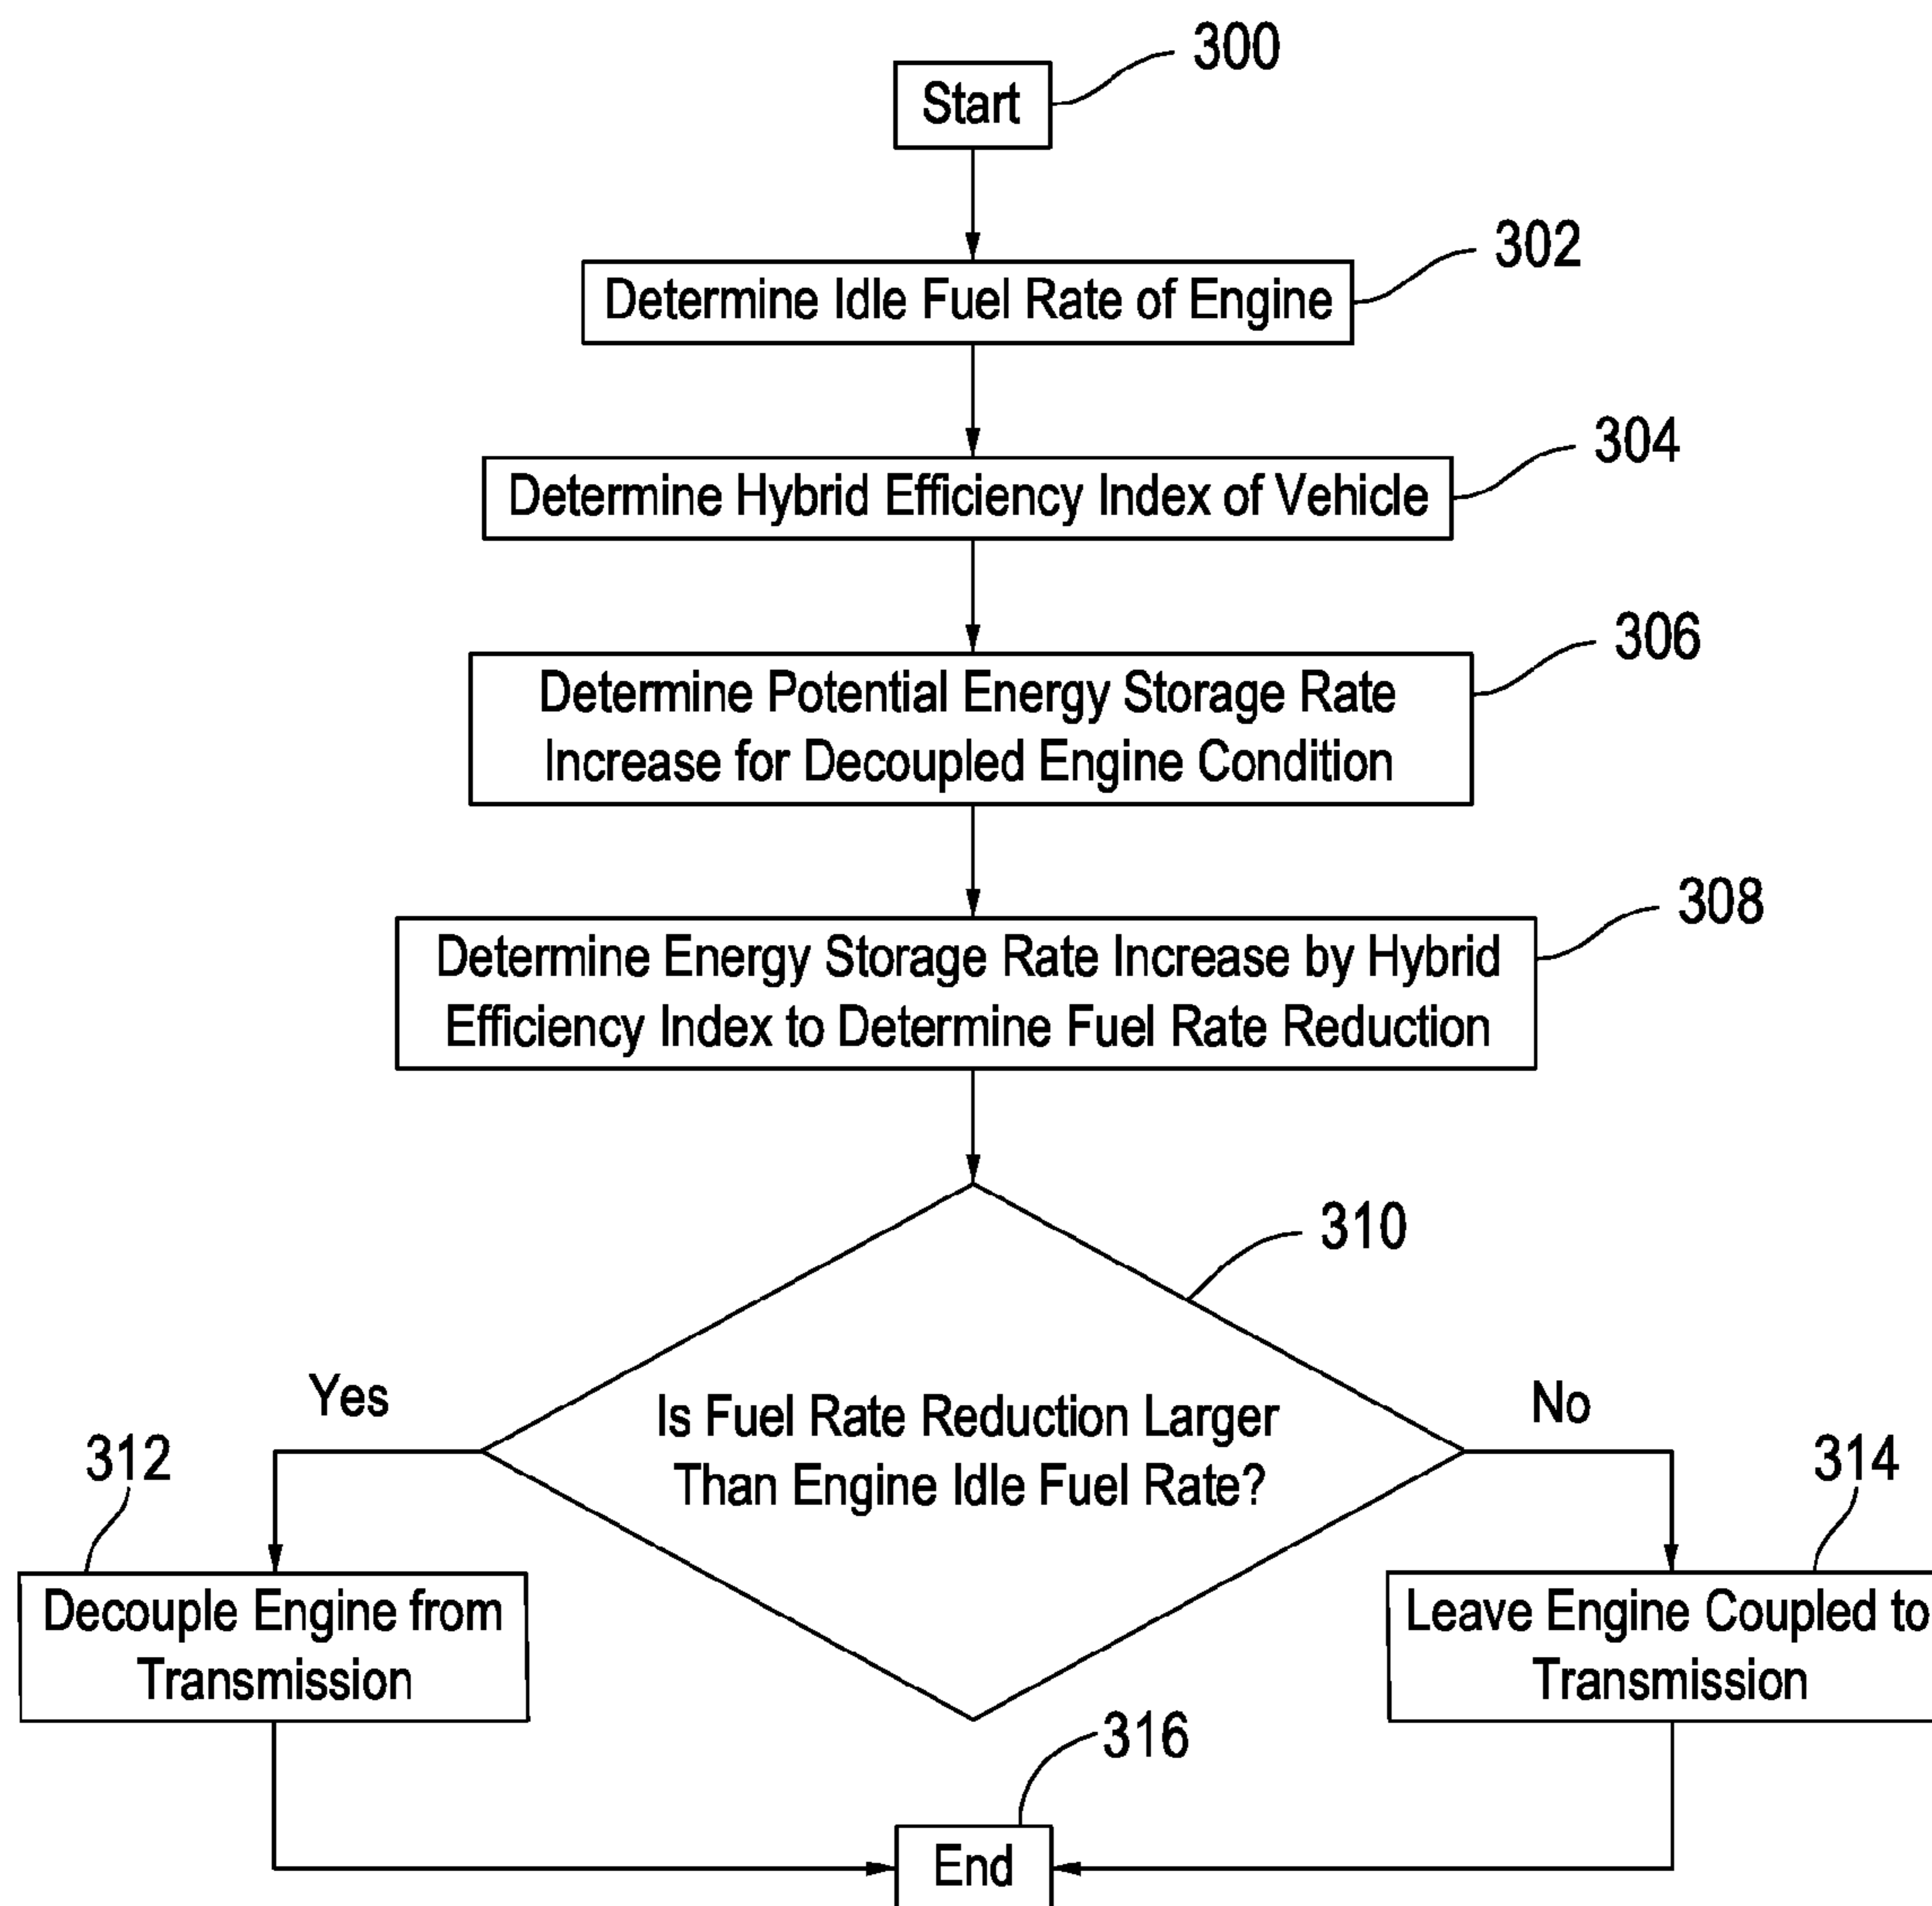 300
Start
302
Determine Idle Fuel Rate of Engine
304
Determine Hybrid Efficiency Index of Vehicle
306
Determine Potential Energy Storage Rate
Increase for Decoupled Engine Condition
308
Determine Energy Storage Rate Increase by Hybrid
Efficiency Index to Determine Fuel Rate Reduction
310
Is Fuel Rate Reduction Larger
Than Engine Idle Fuel Rate?
Yes
No
312
Decouple Engine from
Transmission
314
Leave Engine Coupled to
Transmission
316
End